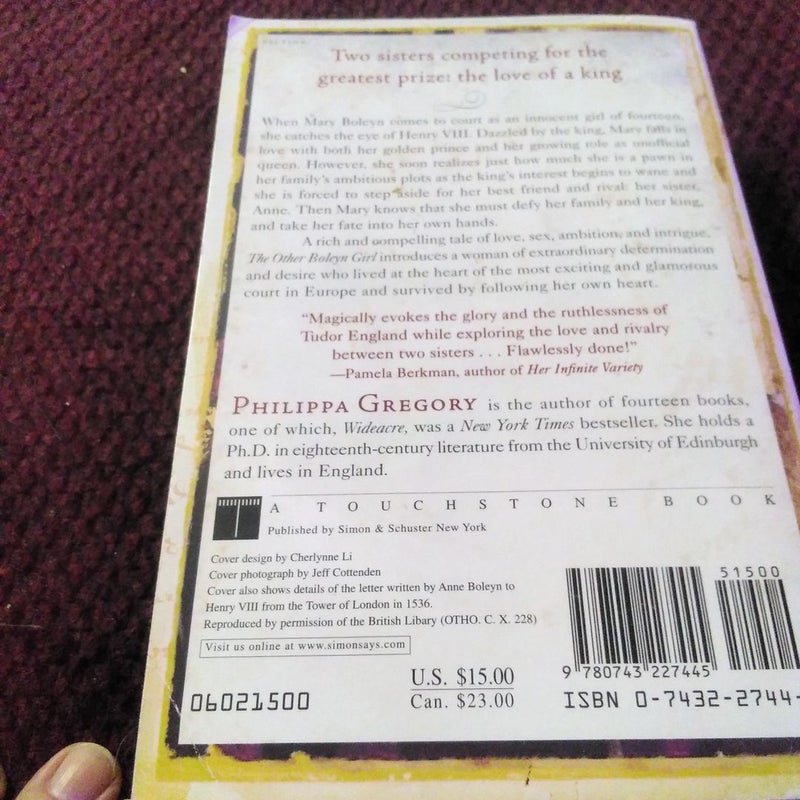 FICTION
Two sisters competing for the
greatest prize: the love of a king
When Mary Boleyn comes to court as an innocent girl of fourteen,
she catches the eye of Henry VIII. Dazzled by the king, Mary falls in
love with both her golden prince and her growing role as unofficial
queen. However, she soon realizes just how much she is a pawn in
her family's ambitious plots as the king's interest begins to wane and
she is forced to step aside for her best friend and rival: her sister,
Anne. Then Mary knows that she must defy her family and her king,
and take her fate into her own hands.
A rich and compelling tale of love, sex, ambition, and intrigue,
The Other Boleyn Girl introduces a woman of extraordinary determination
and desire who lived at the heart of the most exciting and glamorous
court in Europe and survived by following her own heart.
"Magically evokes the glory and the ruthlessness of
Tudor England while exploring the love and rivalry
between two sisters . . . Flawlessly done!"
—Pamela Berkman, author of Her Infinite Variety
PHILIPPA GREGORY is the author of fourteen books,
one of which, Wideacre, was a New York Times bestseller. She holds a
Ph.D. in eighteenth-century literature from the University of Edinburgh
and lives in England.
A TOUCHSTONE BOOK
Published by Simon & Schuster New York
Cover design by Cherlynne Li
Cover photograph by Jeff Cottenden
Cover also shows details of the letter written by Anne Boleyn to
Henry VIII from the Tower of London in 1536.
Reproduced by permission of the British Libary (OTHO. C. X. 228)
Visit us online at www.simonsays.com
06021500
U.S. $15.00
Can. $23.00
51500
9 780743 227445
ISBN 0-7432-2744-